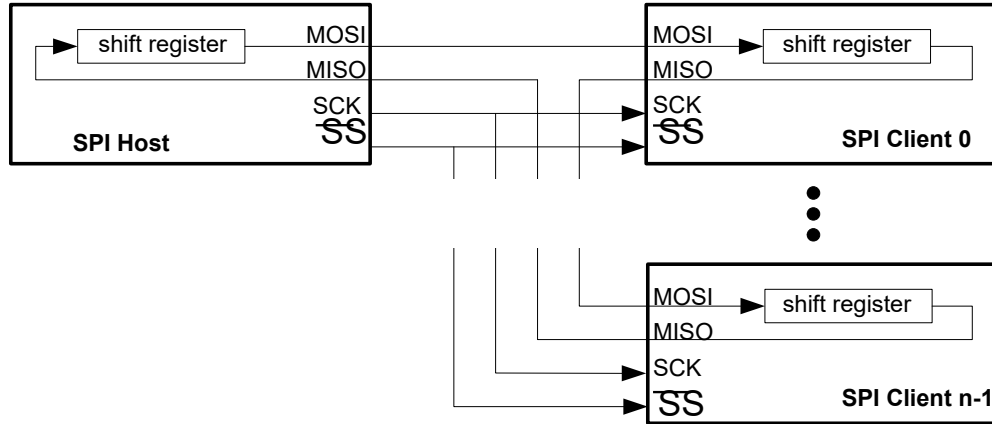 shift register
MOSI
MISO
SCK
SS
SPI Host
MOSI
shift register
MISO
SCK
SS
SPI Client 0
MOSI
shift register
MISO
SCK
SS
SPI Client n-1